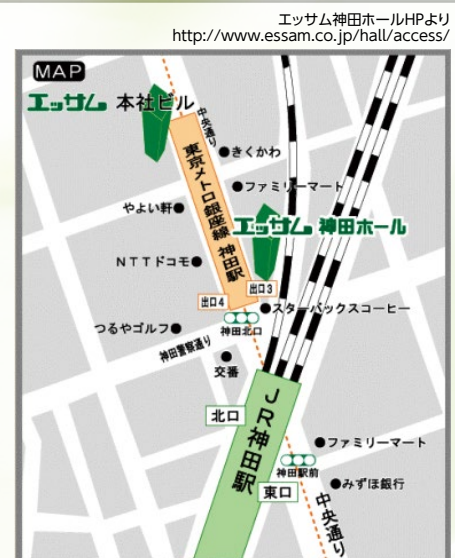 エッサム神田ホールHPより
http://www.essam.co.jp/hall/access/
MAP
エッサム 本社ビル
中央通り
きくかわ
東京メトロ銀座線 神田駅
ファミリーマート
やよい軒
エッサム 神田ホール
NTTドコモ
出口3
出口4
スターバックスコーヒー
神田北口
つるやゴルフ
神田警察通り
交番
JR神田駅
北口
ファミリーマート
神田駅前
みずほ銀行
東口
中央通り